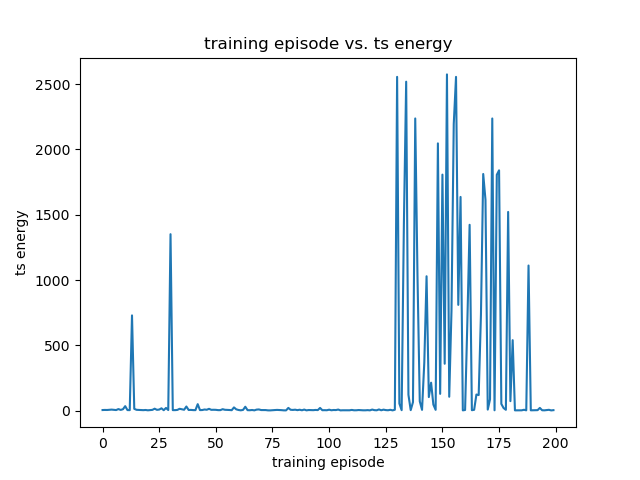 training episode vs. ts energy
2500
2000
1500
1000
500
0
ts energy
0 25 50 75 100 125 150 175 200
training episode